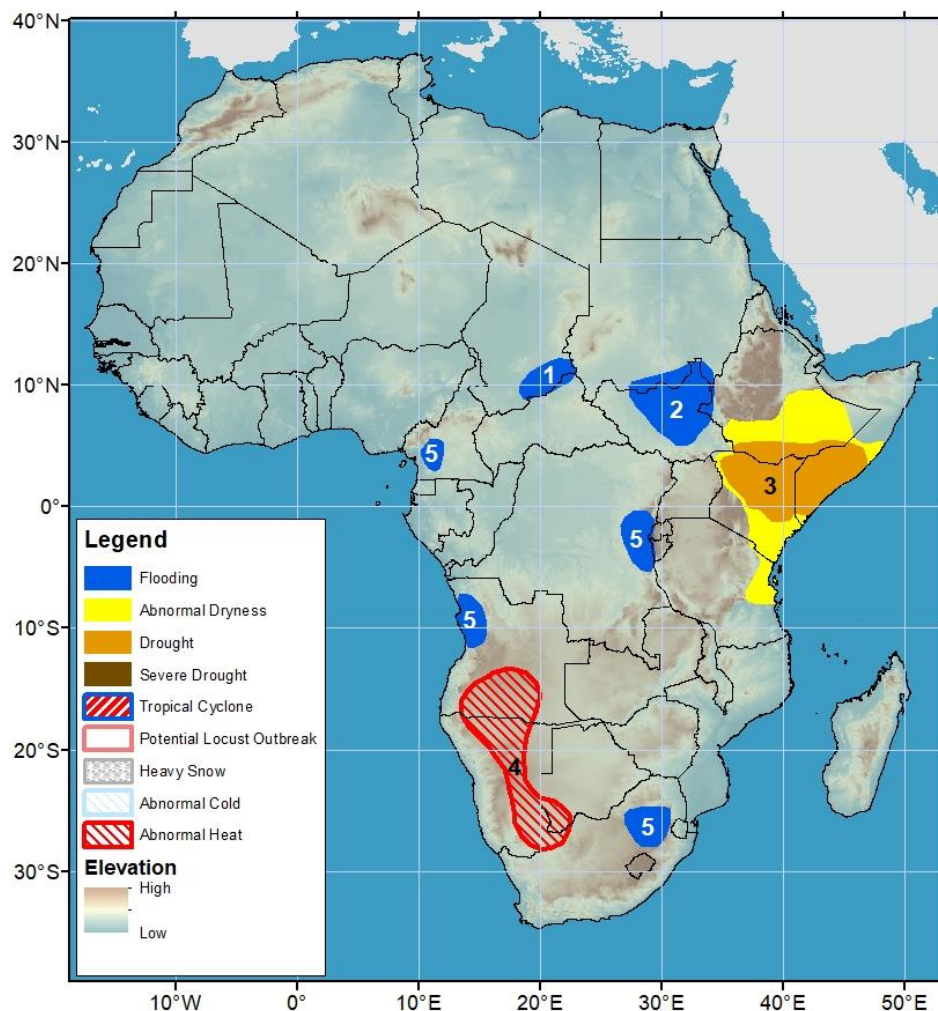 40°N
30°N
20°N
10°N
0°
10°S
20°S
30°S
1
2
5
3
5
5
4
5
Legend
Flooding
Abnormal Dryness
Drought
Severe Drought
Tropical Cyclone
Potential Locust Outbreak
Heavy Snow
Abnormal Cold
Abnormal Heat
Elevation
High
Low
10°W
0°
10°E
20°E
30°E
40°E
50°E